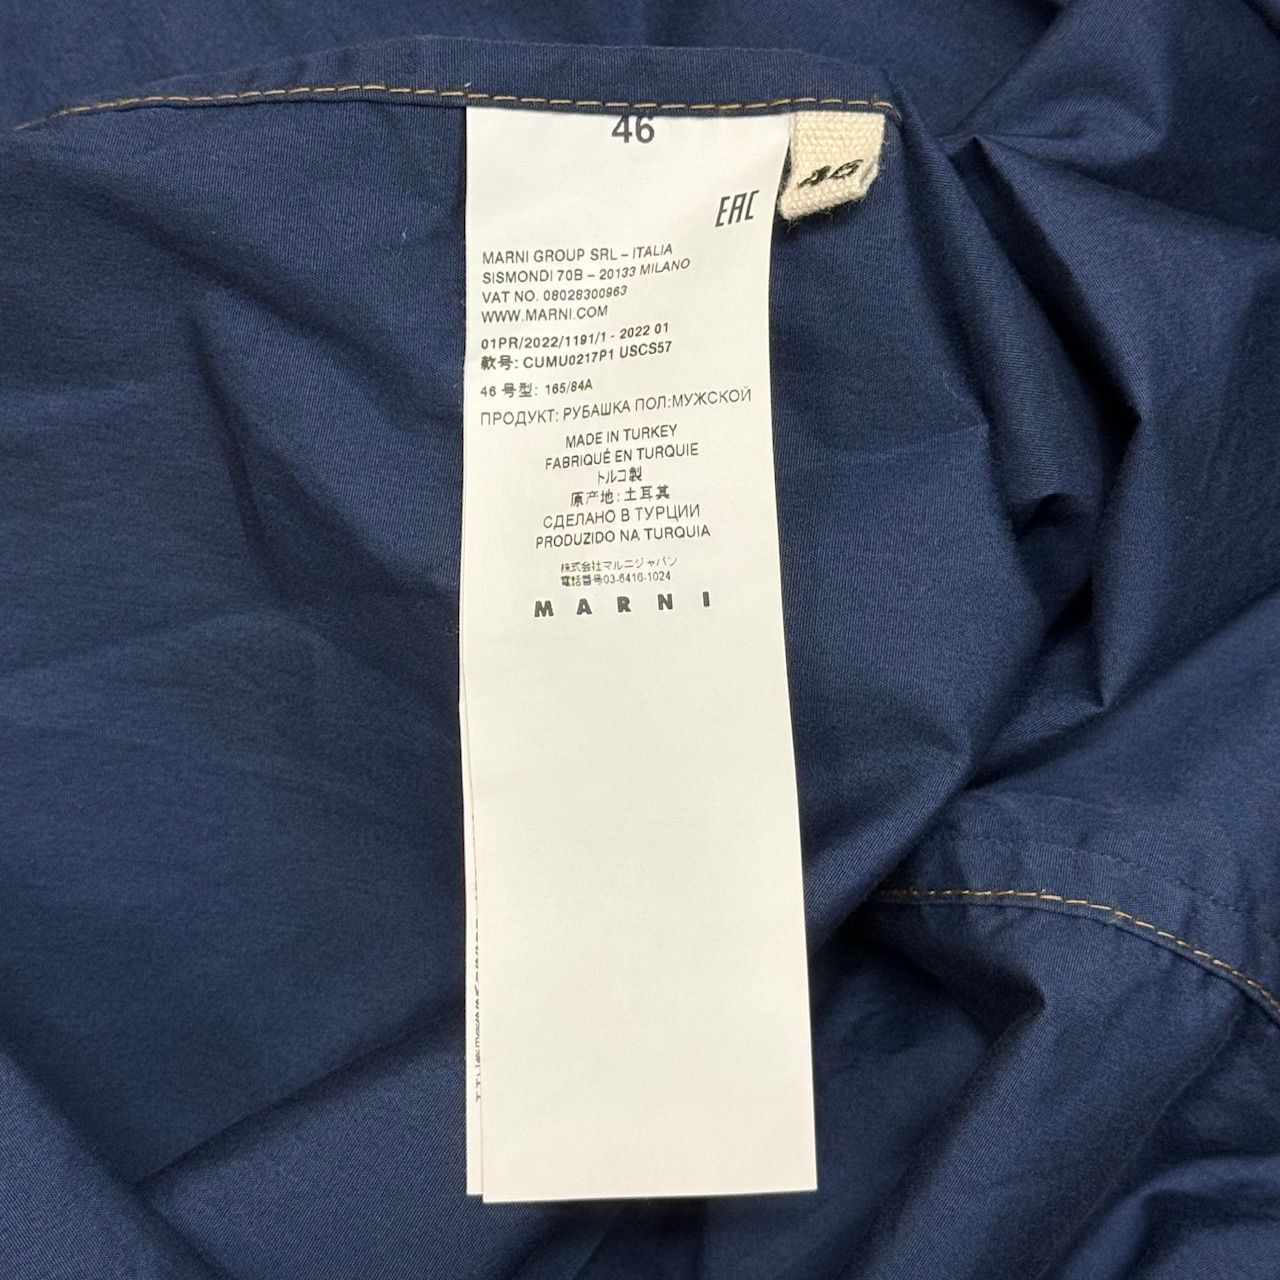 46
46
EAC
MARNI GROUP SRL – ITALIA
SISMONDI 70B – 20133 MILANO
VAT NO. 08028300963
WWW.MARNI.COM
01PR/2022/1191/1 - 2022 01
款号: CUMU0217P1 USCS57
46 号型: 165/84A
ПРОДУКТ: РУБАШКА ПОЛ:МУЖСКОЙ
MADE IN TURKEY
FABRIQUÉ EN TURQUIE
トルコ製
原产地: 土耳其
СДЕЛАНО В ТУРЦИИ
PRODUZIDO NA TURQUIA
株式会社マルニジャパン
電話番号03-6416-1024
MARNI